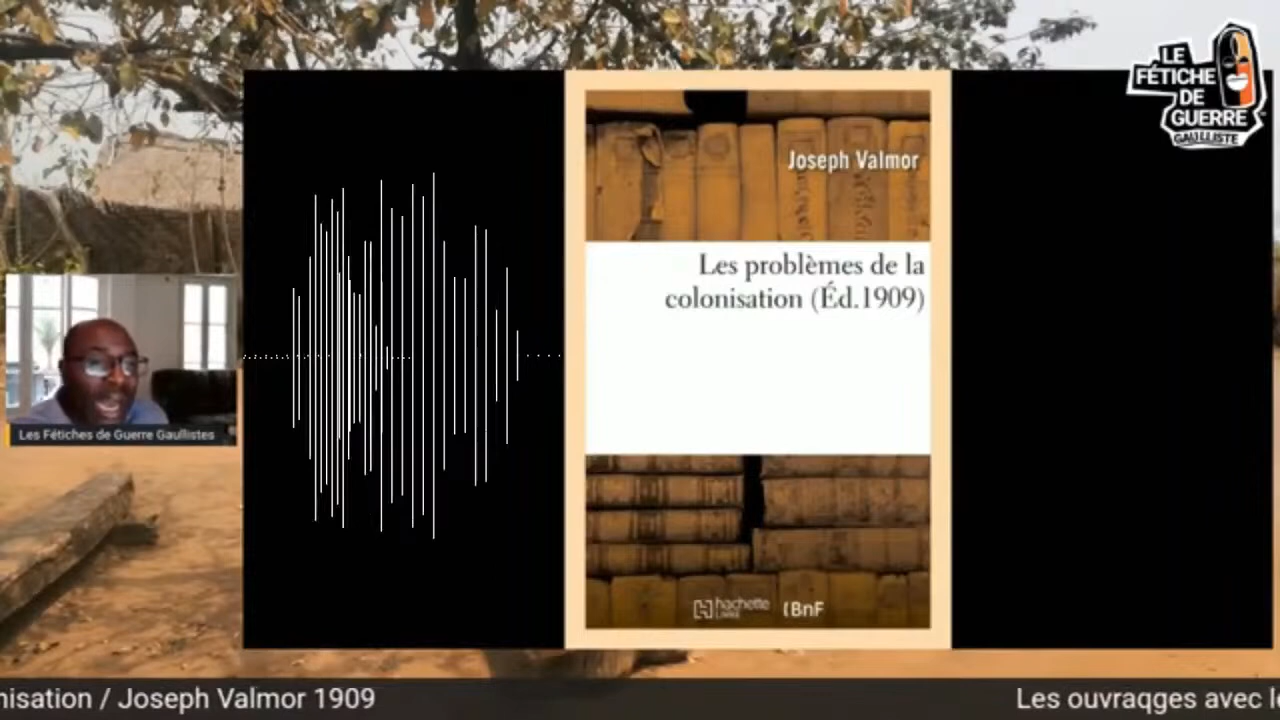 LE
FÉTICHE
DE
GUERRE
GAULLISTE
Joseph Valmor
Les problèmes de la
colonisation (Éd.1909)
Les Fétiches de Guerre Gaullistes
hachette
LIVRE
BnF
nisation / Joseph Valmor 1909
Les ouvraqges avec l